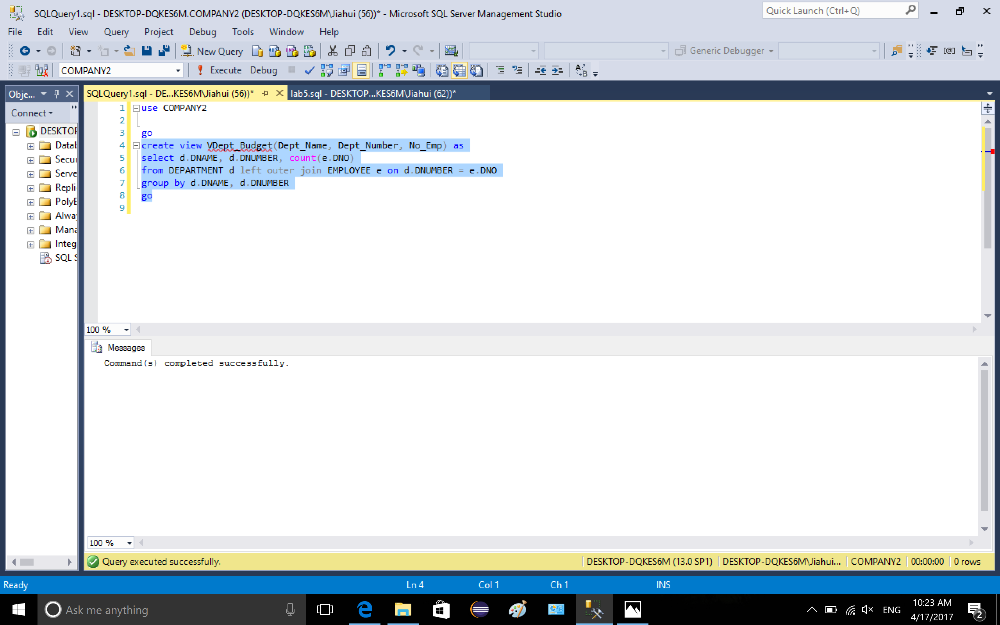 SQLQuery1.sql - DESKTOP-DQKES6M.COMPANY2 (DESKTOP-DQKES6M\Jiahui (56))* - Microsoft SQL Server Management Studio
Quick Launch (Ctrl+Q)
File Edit View Query Project Debug Tools Window Help
New Query
Generic Debugger
COMPANY2
Execute Debug
Obje...
SQLQuery1.sql - DE...KES6M\Jiahui (56))*
lab5.sql - DESKTOP...KES6M\Jiahui (62))*
Connect
DESKTOP
Datab
Secur
Serve
Repli
PolyB
Alway
Mana
Integ
SQL S
1 use COMPANY2
2
3 go
4 create view VDept_Budget(Dept_Name, Dept_Number, No_Emp) as
5 select d.DNAME, d.DNUMBER, count(e.DNO)
6 from DEPARTMENT d left outer join EMPLOYEE e on d.DNUMBER = e.DNO
7 group by d.DNAME, d.DNUMBER
8 go
9
100 %
Messages
Command(s) completed successfully.
100 %
Query executed successfully.
DESKTOP-DQKES6M (13.0 SP1) DESKTOP-DQKES6M\Jiahui... COMPANY2 00:00:00 0 rows
Ready Ln 4 Col 1 Ch 1 INS
Ask me anything
ENG
10:23 AM
4/17/2017
2